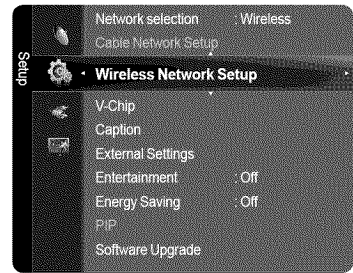 Setup
Network selection : Wireless
Cable Network Setup
Wireless Network Setup
V-Chip
Caption
External Settings
Entertainment : Off
Energy Saving : Off
PIP
Software Upgrade